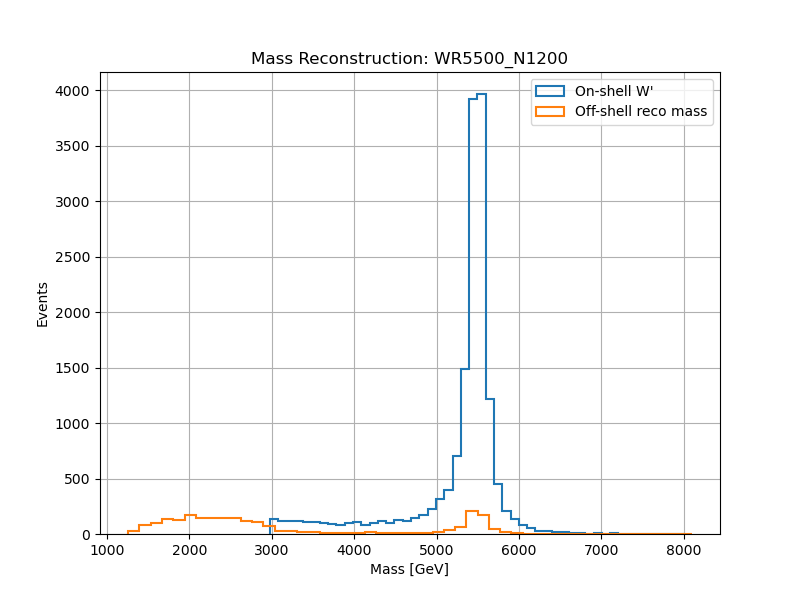 Mass Reconstruction: WR5500_N1200
On-shell W'
Off-shell reco mass
4000
3500
3000
2500
2000
1500
1000
500
0
Events
1000 2000 3000 4000 5000 6000 7000 8000
Mass [GeV]